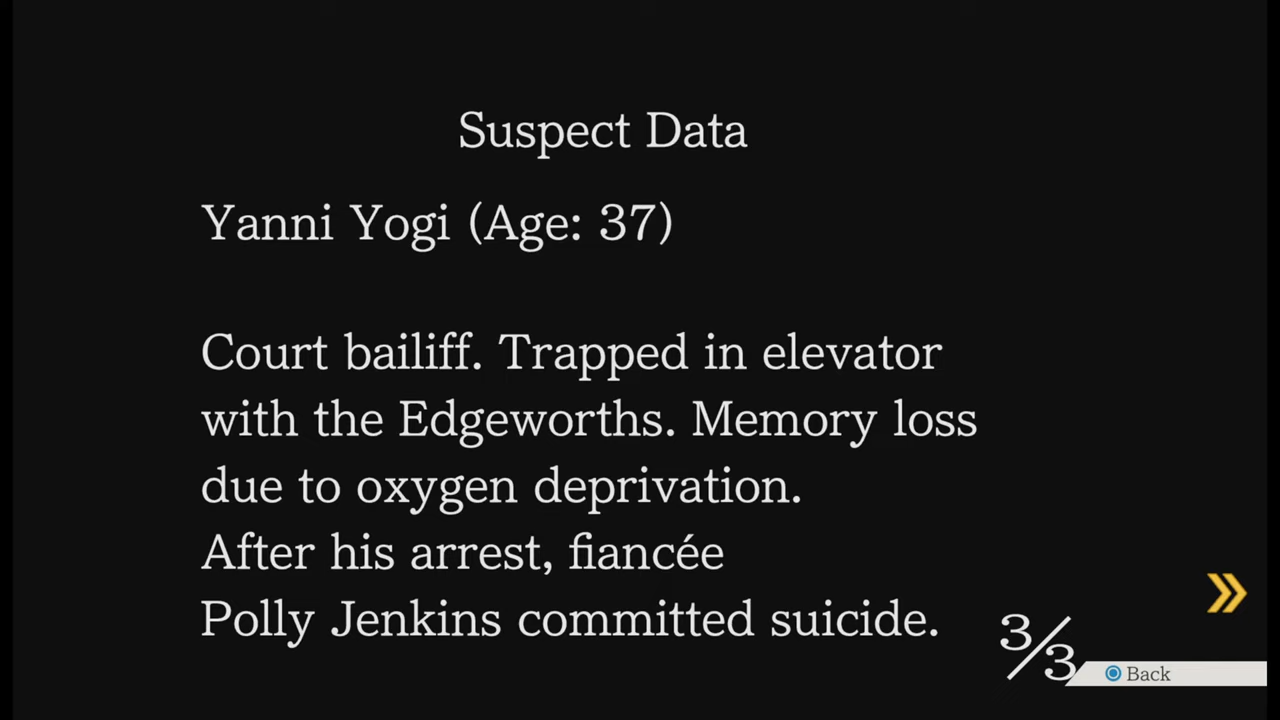 Suspect Data
Yanni Yogi (Age: 37)
Court bailiff. Trapped in elevator
with the Edgeworths. Memory loss
due to oxygen deprivation.
After his arrest, fiancée
Polly Jenkins committed suicide.
3/3
Back